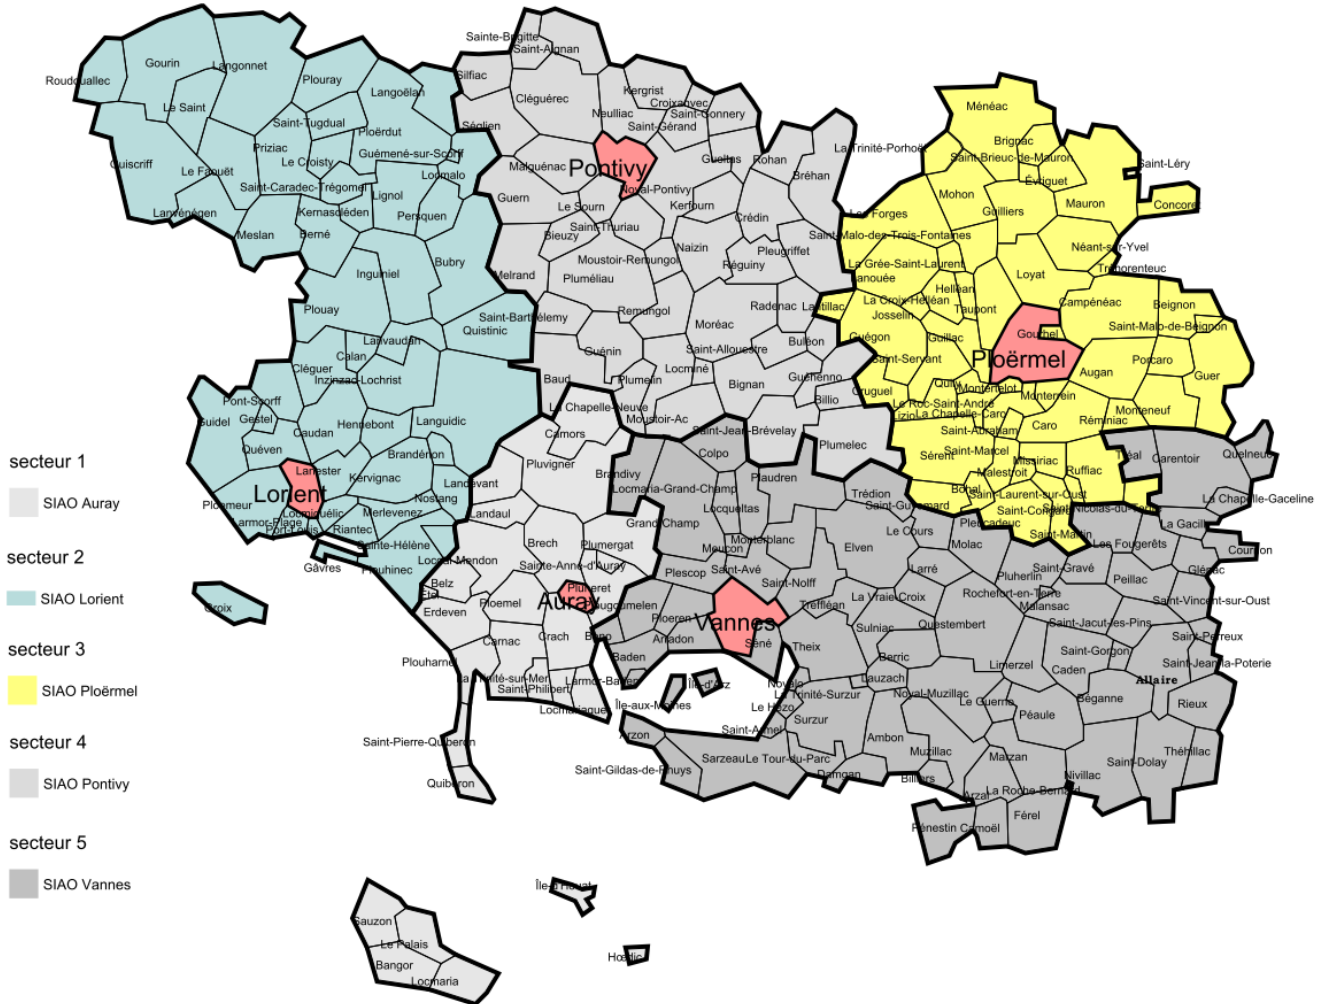 Sainte-Brigitte
Saint-Aignan
Roudouallec
Gourin
Langonnet
Plouray
Langoëlan
Silfiac
Cléguérec
Kergrist
Croixanvec
Neulliac
Saint-Gonnery
Saint-Gérand
Ménéac
Le Saint
Saint-Tugdual
Ploërdut
Séglien
Brignac
Saint-Brieuc-de-Mauron
La Trinité-Porhoët
Saint-Léry
Guiscriff
Le Faouët
Priziac
Le Croisty
Guémené-sur-Scorff
Locmalo
Malguénac
Pontivy
Gueltas
Rohan
Bréhan
Évriguet
Saint-Caradec-Trégomel
Lignol
Guern
Noyal-Pontivy
Kerfourn
Mohon
Mauron
Concoret
Lanvénégen
Kernascléden
Persquen
Le Sourn
Crédin
Les Forges
Guilliers
Meslan
Berné
Bieuzy
Saint-Thuriau
Saint-Malo-des-Trois-Fontaines
Néant-sur-Yvel
Naizin
Pleugriffet
Bubry
Moustoir-Remungol
Réguiny
La Grée-Saint-Laurent
Lanouée
Loyat
Tréhorenteuc
Inguiniel
Melrand
Pluméliau
Helléan
Plouay
Saint-Barthélemy
Remungol
Radenac
Lantillac
La Croix-Helléan
Josselin
Taupont
Campénéac
Beignon
Quistinic
Moréac
Saint-Malo-de-Beignon
Lanvaudan
Calan
Guénin
Saint-Allouestre
Buléon
Guégon
Guillac
Gourhel
Ploërmel
Cléguer
Inzinzac-Lochrist
Locminé
Saint-Servant
Porcaro
Baud
Plumelin
Bignan
Guéhenno
Cruguel
Quily
Montertelot
Augan
Guer
Pont-Scorff
La Chapelle-Neuve
Billio
Le Roc-Saint-André
Monterrein
Guidel
Gestel
Caudan
Hennebont
Languidic
Moustoir-Ac
Lizio
La Chapelle-Caro
Monteneuf
Camors
Saint-Jean-Brévelay
Plumelec
Saint-Abraham
Caro
Réminiac
Quéven
Brandérion
Colpo
Sérent
Saint-Marcel
Missiriac
Tréal
Carentoir
Quelneuc
secteur 1
Lanester
Kervignac
Landévant
Pluvigner
Brandivy
Plaudren
Malestroit
Ruffiac
SIAO Auray
Lorient
Ploemeur
Nostang
Locmaria-Grand-Champ
Trédion
Bohal
Saint-Laurent-sur-Oust
La Chapelle-Gaceline
Locmiquélic
Merlevenez
Landaul
Locqueltas
Saint-Guyomard
Saint-Congard
Saint-Nicolas-du-Tertre
Larmor-Plage
Port-Louis
Riantec
Grand-Champ
Pleucadeuc
La Gacilly
Sainte-Hélène
Brech
Plumergat
Meucon
Monterblanc
Elven
Le Cours
Molac
Saint-Martin
Les Fougerêts
Cournon
secteur 2
Gâvres
Plouhinec
Locoal-Mendon
Sainte-Anne-d'Auray
Plescop
Saint-Avé
Saint-Nolff
Larré
Pluherlin
Saint-Gravé
Peillac
Glénac
SIAO Lorient
Groix
Belz
Etel
Erdeven
Ploemel
Pluneret
Auray
Plougoumelen
Vannes
Treffléan
La Vraie-Croix
Rochefort-en-Terre
Malansac
Saint-Vincent-sur-Oust
Ploeren
Questembert
Saint-Jacut-les-Pins
secteur 3
Carnac
Crach
Bono
Arradon
Séné
Theix
Sulniac
Saint-Perreux
Plouharnel
Baden
Berric
Limerzel
Saint-Gorgon
Saint-Jean-la-Poterie
Caden
SIAO Ploërmel
La Trinité-sur-Mer
Saint-Philibert
Larmor-Baden
Île-d'Arz
Noyalo
Lauzach
Allaire
Locmariaquer
Île-aux-Moines
La Trinité-Surzur
Noyal-Muzillac
Le Guerno
Béganne
Rieux
Le Hézo
Péaule
secteur 4
Saint-Pierre-Quiberon
Arzon
Saint-Armel
Surzur
Ambon
Muzillac
Marzan
Théhillac
SIAO Pontivy
Quiberon
Saint-Gildas-de-Rhuys
Sarzeau
Le Tour-du-Parc
Damgan
Billiers
Nivillac
Saint-Dolay
Arzal
La Roche-Bernard
secteur 5
Pénestin
Camoël
Férel
SIAO Vannes
Île-d'Houat
Sauzon
Le Palais
Hœdic
Bangor
Locmaria